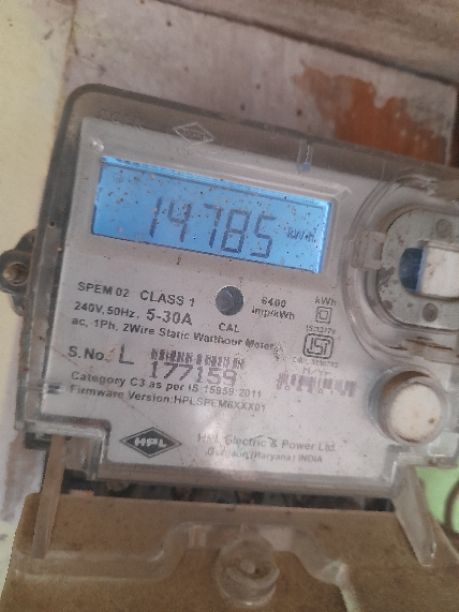 14785 kWh
SPEM 02 CLASS 1
6400 imp/kWh
kWh
240V, 50Hz, 5-30A
CAL
ac, 1Ph, 2Wire Static Watthour Meter
S.No. L
177159
Category C3 as per IS:15959:2011
Firmware Version:HPLSPEM6XXX01
HPL
HPL Electric & Power Ltd.
Gurgaon, (Haryana) INDIA